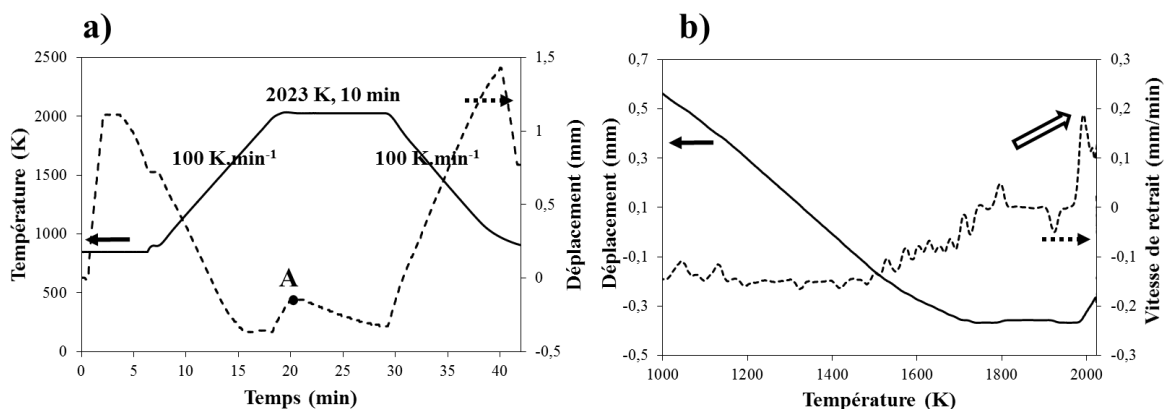 a)
2500
2000
1500
1000
500
0
Température (K)
2023 K, 10 min
100 K.min-1
100 K.min-1
A
1,5
1
0,5
0
-0,5
Déplacement (mm)
0 5 10 15 20 25 30 35 40
Temps (min)
b)
0,7
0,5
0,3
0,1
-0,1
-0,3
-0,5
Déplacement (mm)
0,3
0,2
0,1
0
-0,1
-0,2
-0,3
Vitesse de retrait (mm/min)
1000 1200 1400 1600 1800 2000
Température (K)